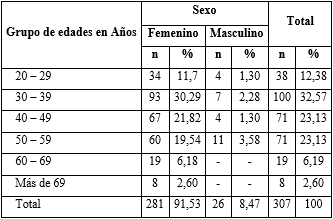 Grupo de edades en Años Sexo Total
Femenino Masculino
n % n % n %
20 – 29 34 11,7 4 1,30 38 12,38
30 – 39 93 30,29 7 2,28 100 32,57
40 – 49 67 21,82 4 1,30 71 23,13
50 – 59 60 19,54 11 3,58 71 23,13
60 – 69 19 6,18 - - 19 6,19
Más de 69 8 2,60 - - 8 2,60
Total 281 91,53 26 8,47 307 100